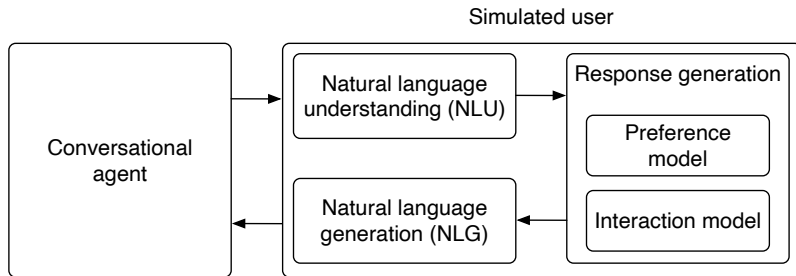 Simulated user
Conversational
agent
Natural language
understanding (NLU)
Natural language
generation (NLG)
Response generation
Preference
model
Interaction model